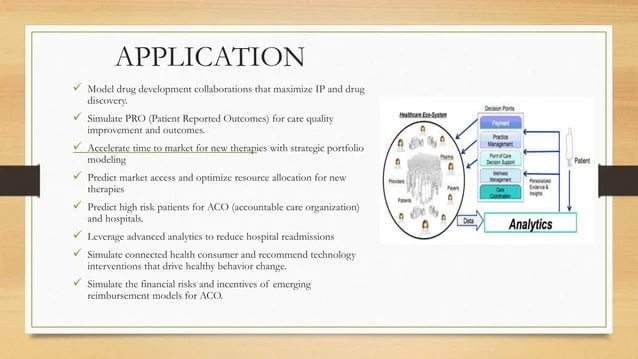 APPLICATION
✓ Model drug development collaborations that maximize IP and drug
discovery.
✓ Simulate PRO (Patient Reported Outcomes) for care quality
improvement and outcomes.
✓ Accelerate time to market for new therapies with strategic portfolio
modeling
✓ Predict market access and optimize resource allocation for new
therapies
✓ Predict high risk patients for ACO (accountable care organization)
and hospitals.
✓ Leverage advanced analytics to reduce hospital readmissions
✓ Simulate connected health consumer and recommend technology
interventions that drive healthy behavior change.
✓ Simulate the financial risks and incentives of emerging
reimbursement models for ACO.
Healthcare Eco-System
Pharma
Providers
Payers
Patients
Decision Points
Payment
Practice
Management
Point of Care
Decision Support
Wellness
Management
Care
Coordination
Patient
Personalized
Evidence &
Insights
Data
Analytics